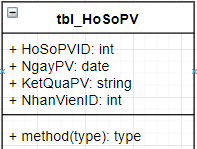 tbl_HoSoPV
+ HoSoPVID: int
+ NgayPV: date
+ KetQuaPV: string
+ NhanVienID: int
+ method(type): type